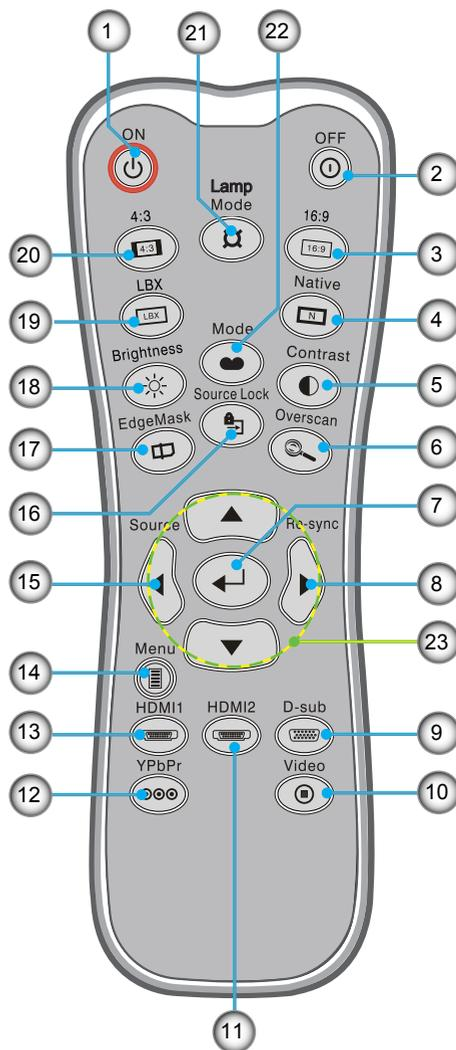 1
21
22
ON
OFF
2
Lamp
Mode
4:3
16:9
4:3
16:9
20
3
LBX
Native
LBX
N
19
4
Mode
Brightness
Contrast
18
5
Source Lock
EdgeMask
Overscan
17
6
16
7
Source
Re-sync
15
8
23
Menu
14
HDMI1
HDMI2
D-sub
13
9
YPbPr
Video
12
10
11